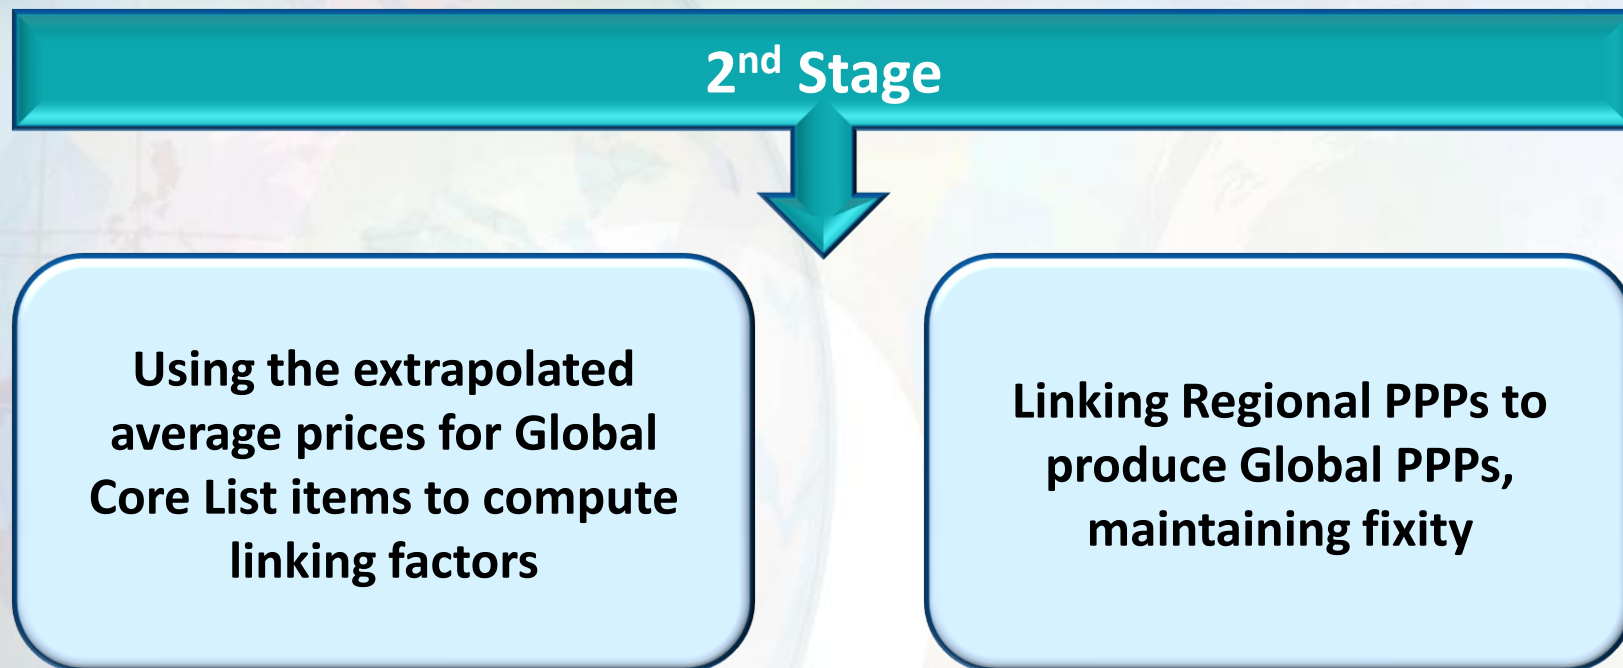 2nd Stage
Using the extrapolated
average prices for Global
Core List items to compute
linking factors
Linking Regional PPPs to
produce Global PPPs,
maintaining fixity